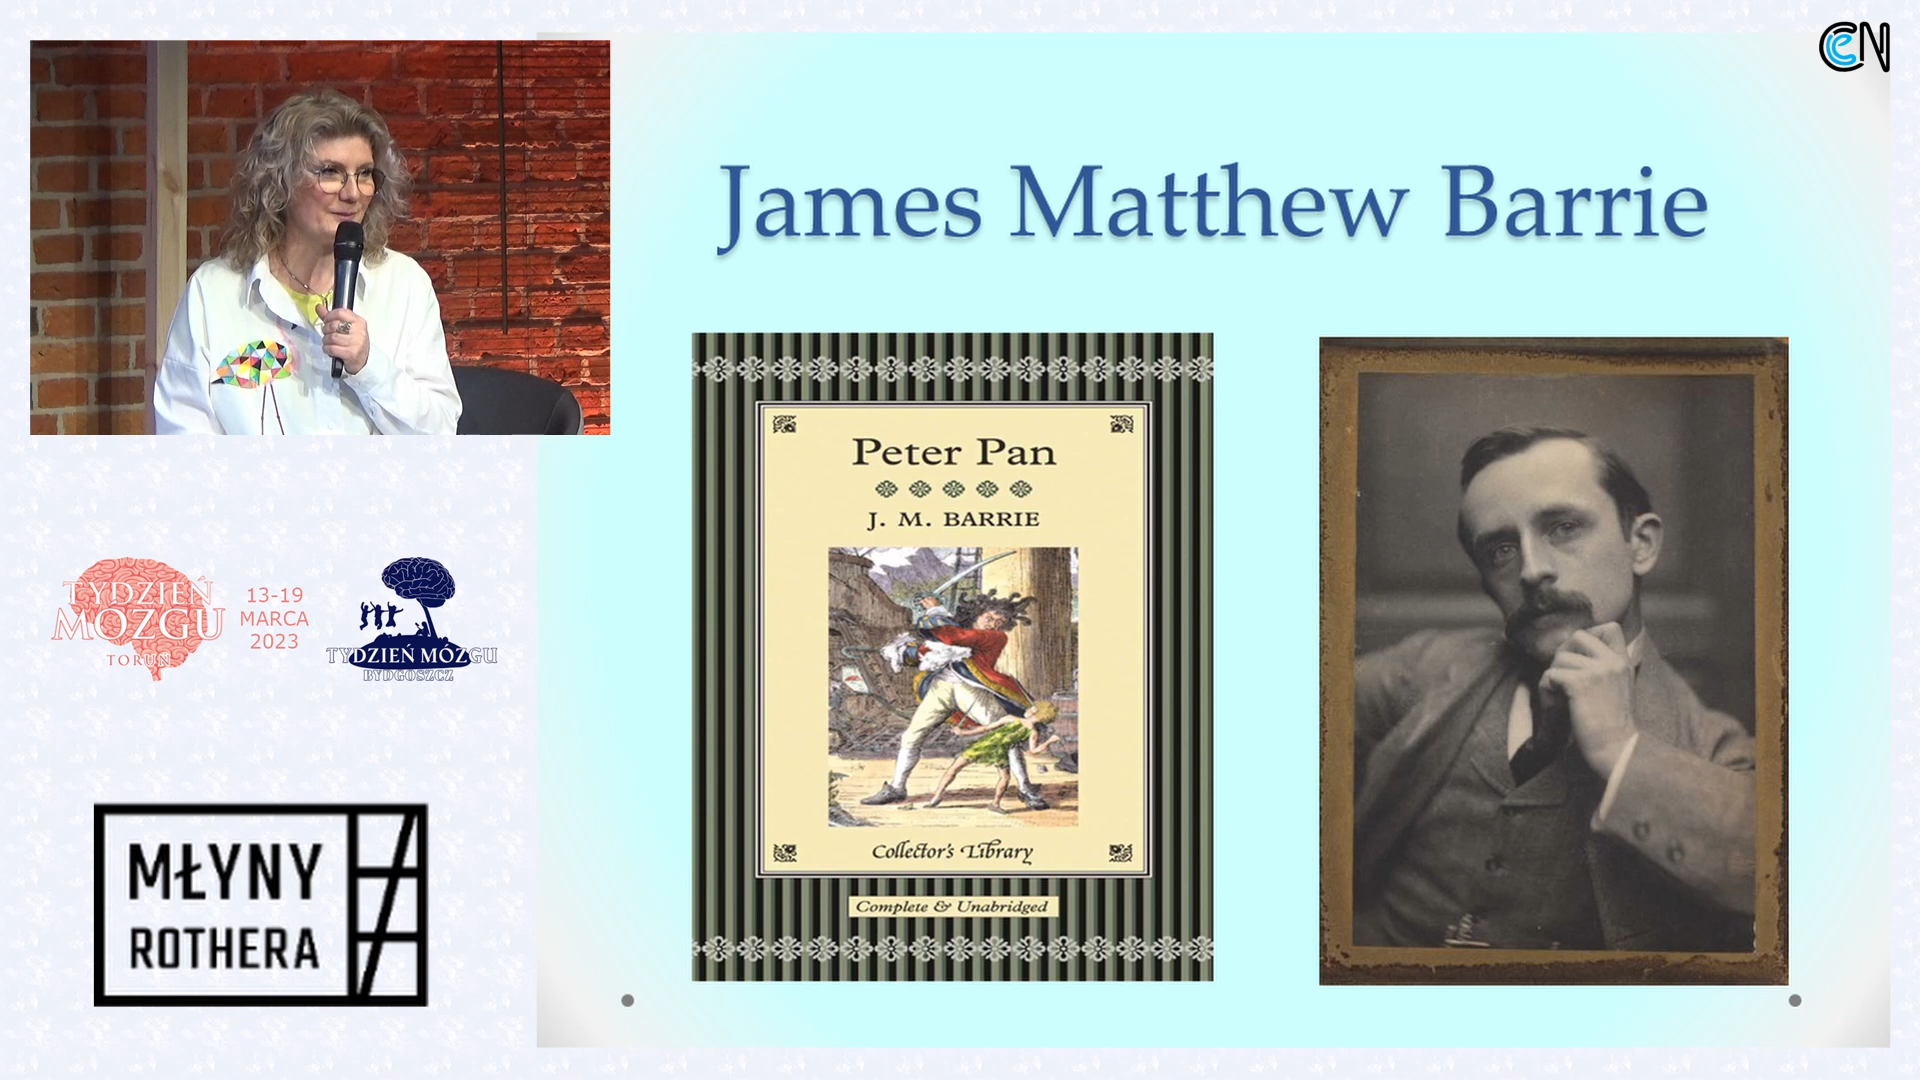 CEN
James Matthew Barrie
Peter Pan
J. M. BARRIE
Collector's Library
Complete & Unabridged
TYDZIEŃ
MÓZGU
TORUŃ
13-19
MARCA
2023
TYDZIEŃ MÓZGU
BYDGOSZCZ
MŁYNY
ROTHERA